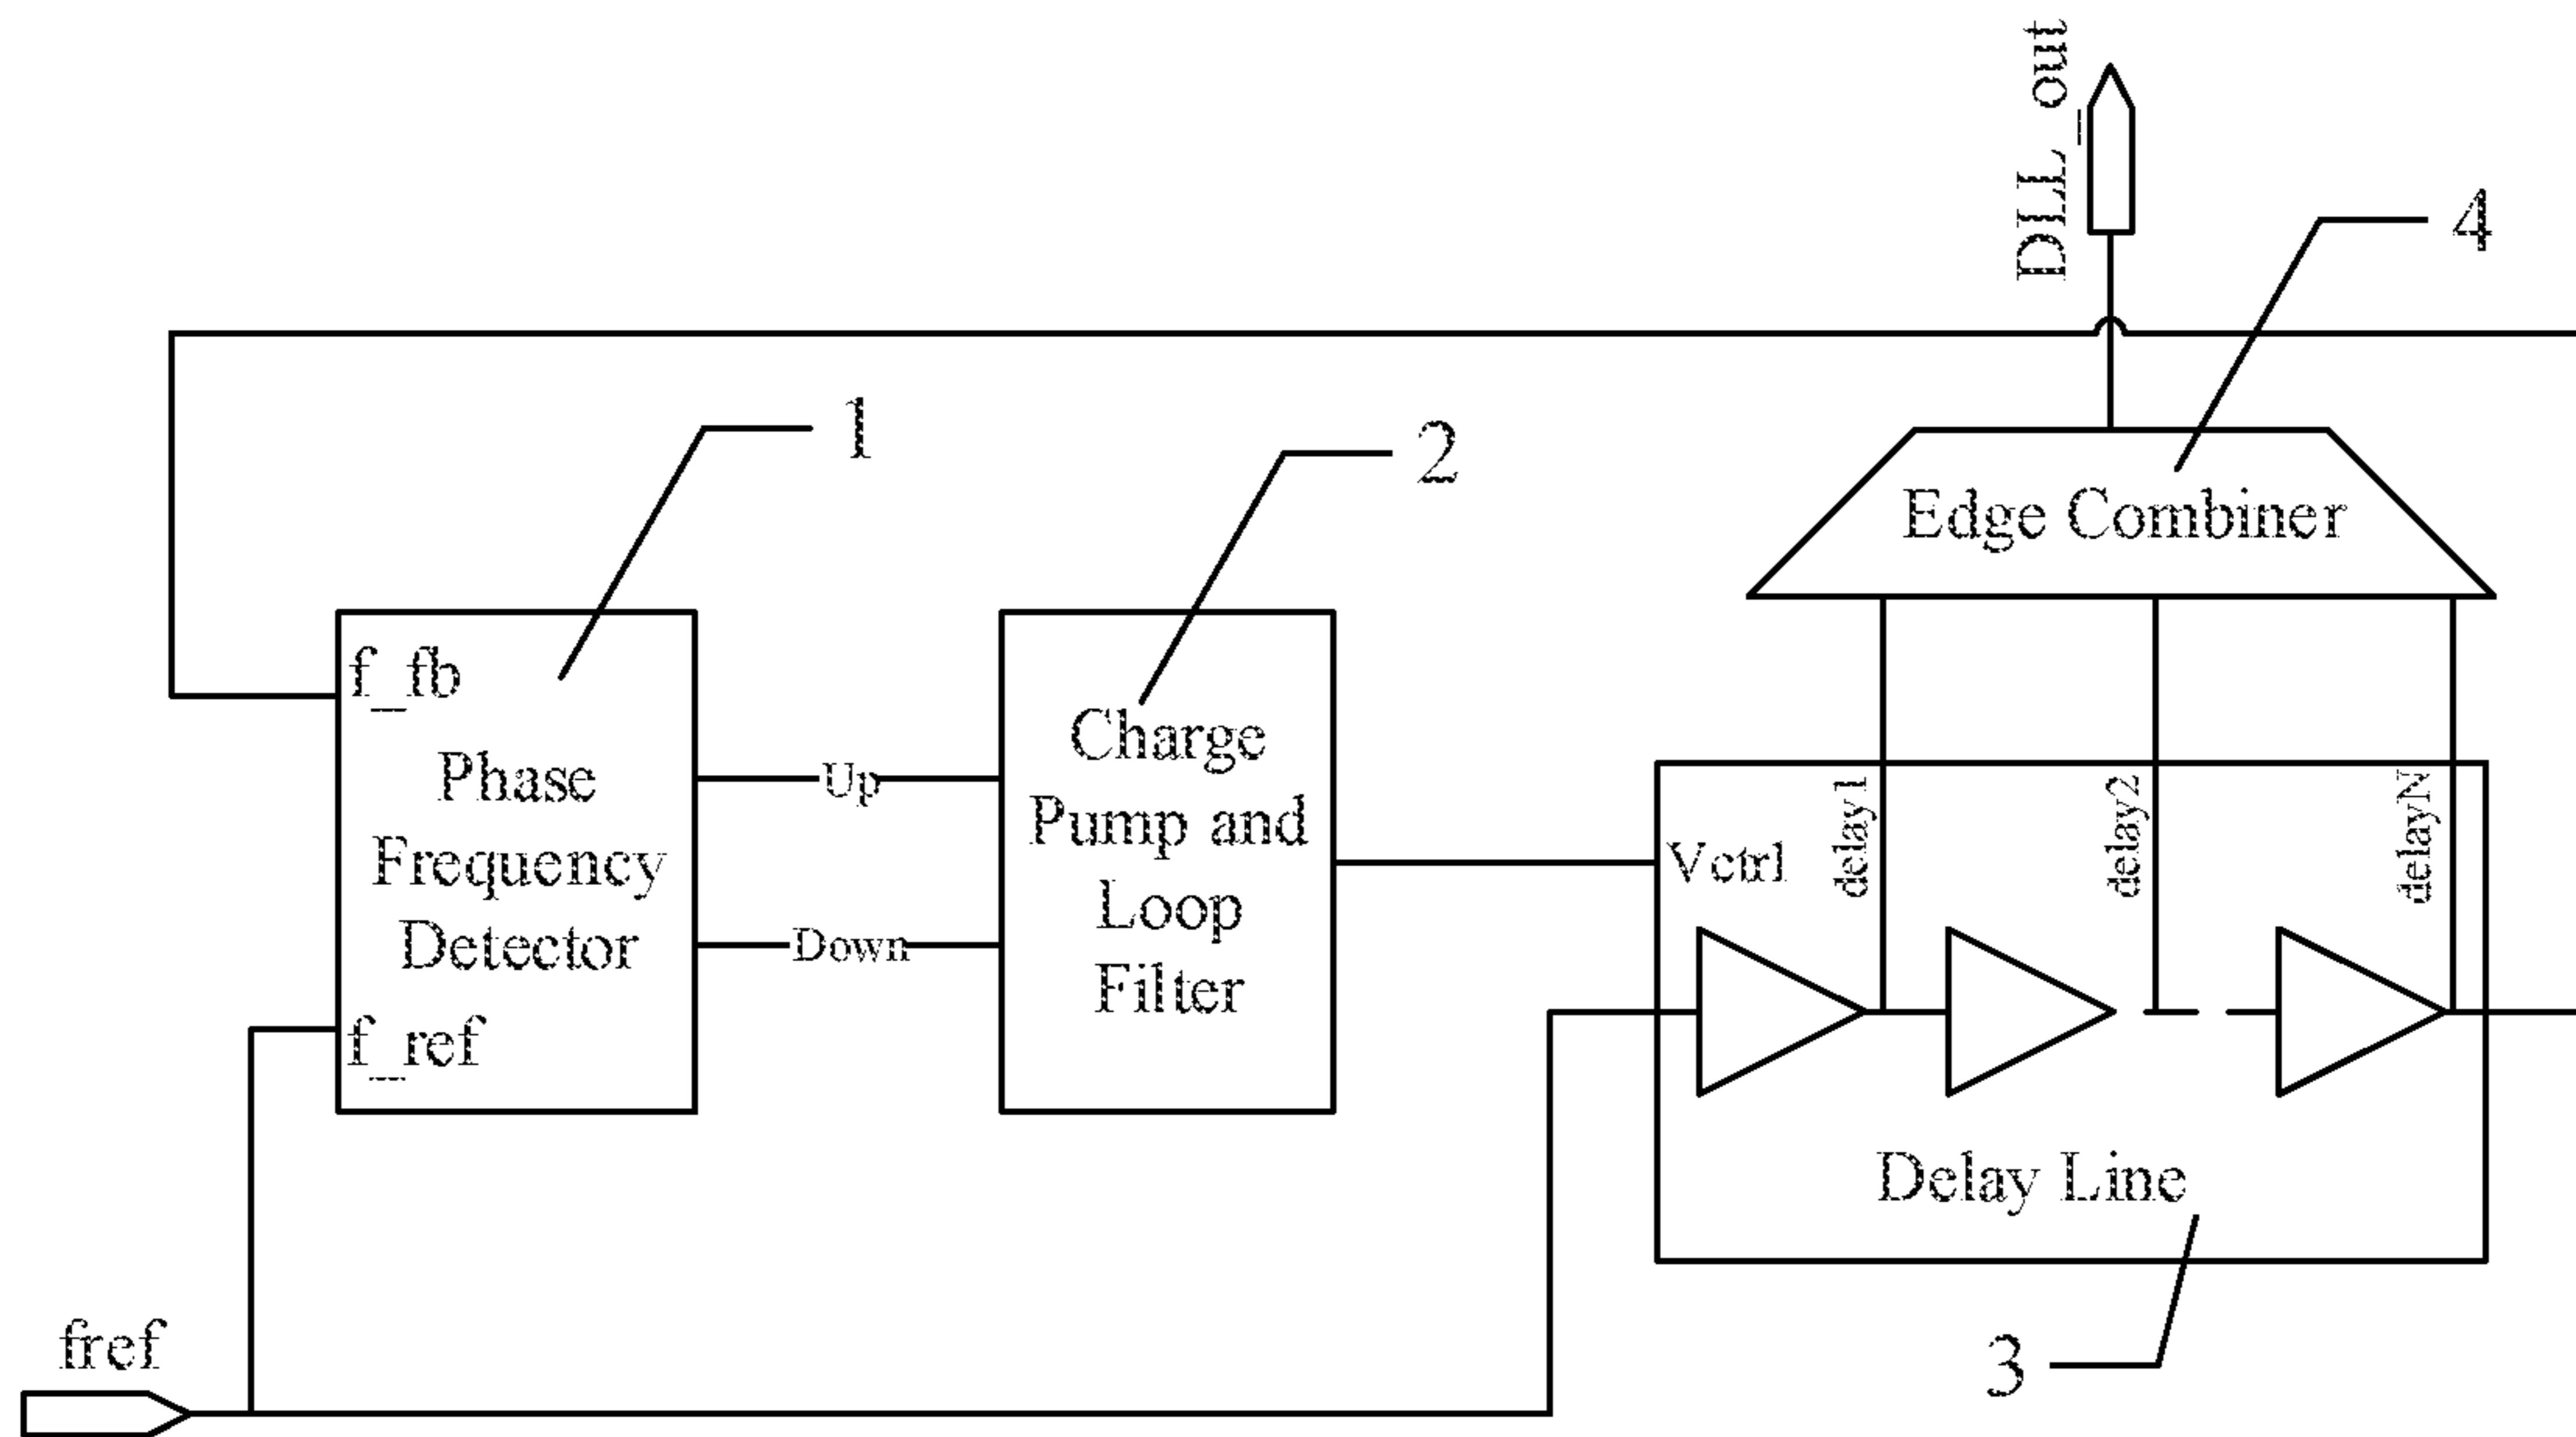 DLL_out
4
1
2
Edge Combiner
f_fb
Phase
Frequency
Detector
f_ref
Up
Down
Charge
Pump and
Loop
Filter
Vctrl
delay1
delay2
delayN
Delay Line
3
fref